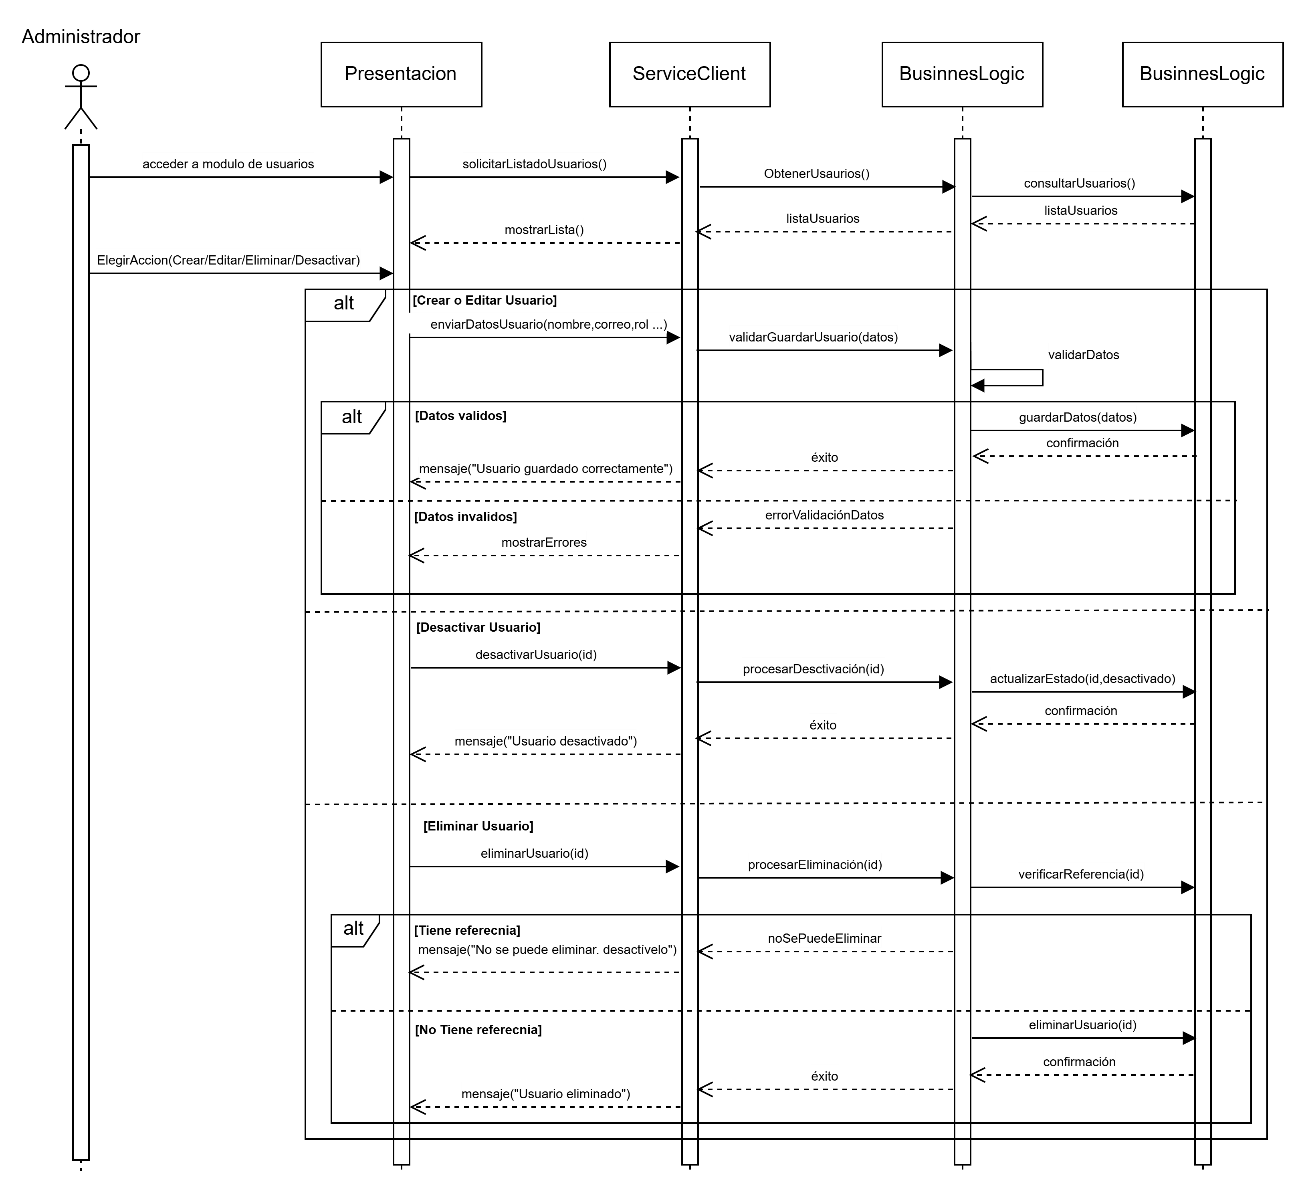 Administrador
Presentacion
ServiceClient
BusinnesLogic
BusinnesLogic
acceder a modulo de usuarios
solicitarListadoUsuarios()
ObtenerUsaurios()
consultarUsuarios()
listaUsuarios
listaUsuarios
mostrarLista()
ElegirAccion(Crear/Editar/Eliminar/Desactivar)
alt
[Crear o Editar Usuario]
enviarDatosUsuario(nombre,correo,rol ...)
validarGuardarUsuario(datos)
validarDatos
alt
[Datos validos]
guardarDatos(datos)
confirmación
éxito
mensaje("Usuario guardado correctamente")
[Datos invalidos]
errorValidaciónDatos
mostrarErrores
[Desactivar Usuario]
desactivarUsuario(id)
procesarDesctivación(id)
actualizarEstado(id,desactivado)
confirmación
éxito
mensaje("Usuario desactivado")
[Eliminar Usuario]
eliminarUsuario(id)
procesarEliminación(id)
verificarReferencia(id)
alt
[Tiene referecnia]
noSePuedeEliminar
mensaje("No se puede eliminar. desactívelo")
[No Tiene referecnia]
eliminarUsuario(id)
confirmación
éxito
mensaje("Usuario eliminado")